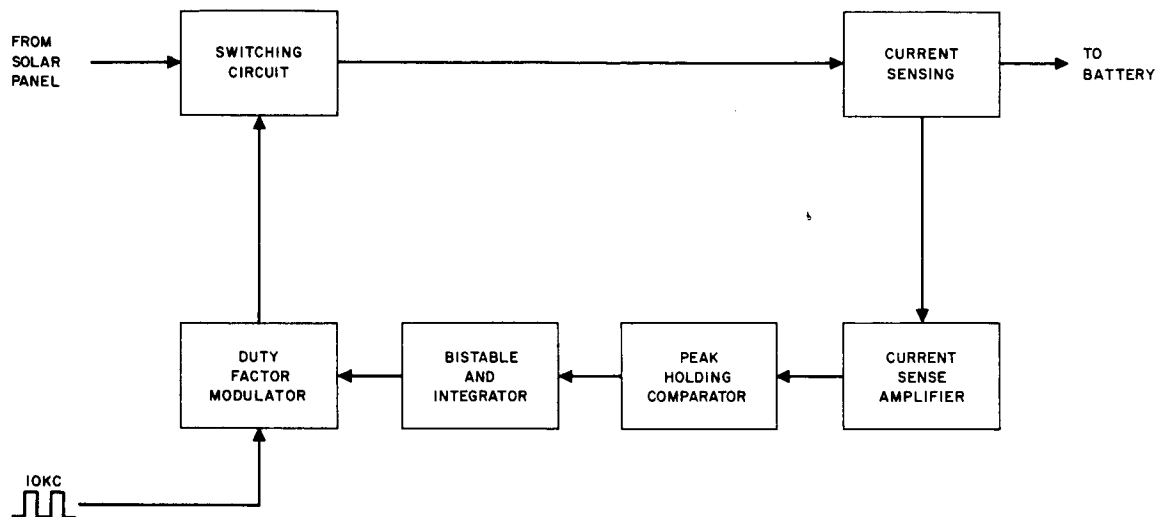 FROM
SOLAR
PANEL
SWITCHING
CIRCUIT
CURRENT
SENSING
TO
BATTERY
DUTY
FACTOR
MODULATOR
BISTABLE
AND
INTEGRATOR
PEAK
HOLDING
COMPARATOR
CURRENT
SENSE
AMPLIFIER
10KC